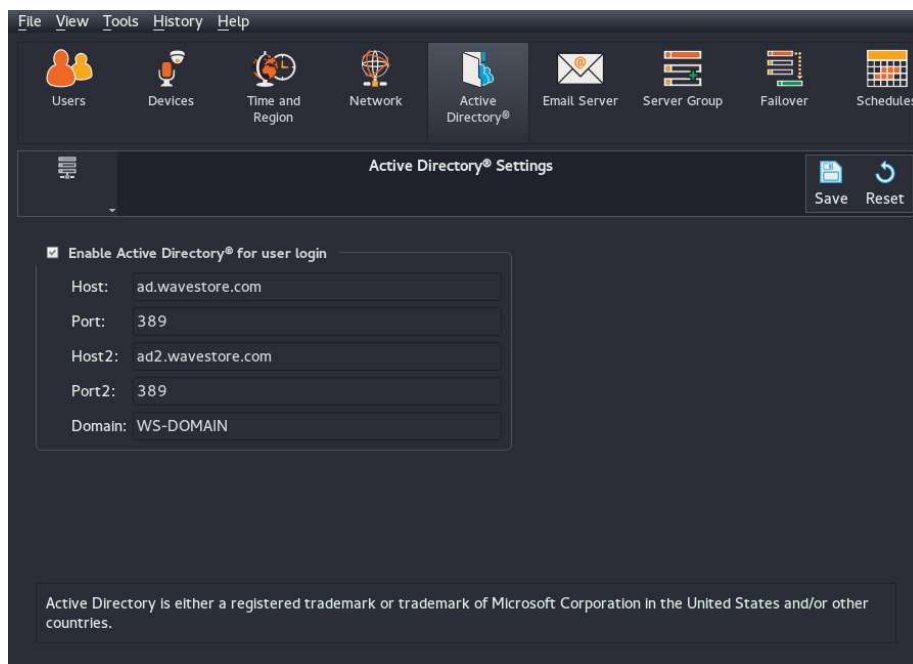 File View Tools History Help
Users
Devices
Time and
Region
Network
Active
Directory®
Email Server
Server Group
Failover
Schedules
Active Directory® Settings
Save
Reset
Enable Active Directory® for user login
Host: ad.wavestore.com
Port: 389
Host2: ad2.wavestore.com
Port2: 389
Domain: WS-DOMAIN
Active Directory is either a registered trademark or trademark of Microsoft Corporation in the United States and/or other
countries.